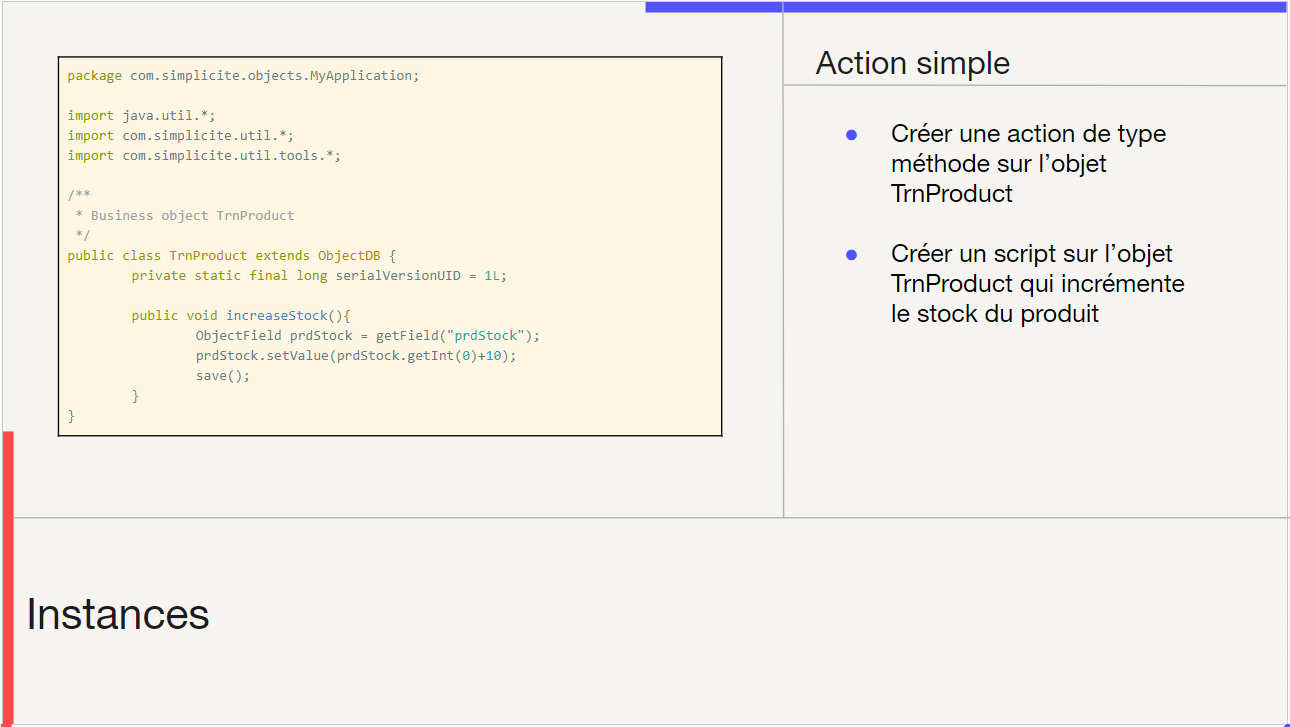 package com.simplicite.objects.MyApplication;
import java.util.*;
import com.simplicite.util.*;
import com.simplicite.util.tools.*;
/**
 * Business object TrnProduct
 */
public class TrnProduct extends ObjectDB {
        private static final long serialVersionUID = 1L;
        public void increaseStock(){
                ObjectField prdStock = getField("prdStock");
                prdStock.setValue(prdStock.getInt(0)+10);
                save();
        }
}
Action simple
● Créer une action de type
méthode sur l’objet
TrnProduct
● Créer un script sur l’objet
TrnProduct qui incrémente
le stock du produit
Instances